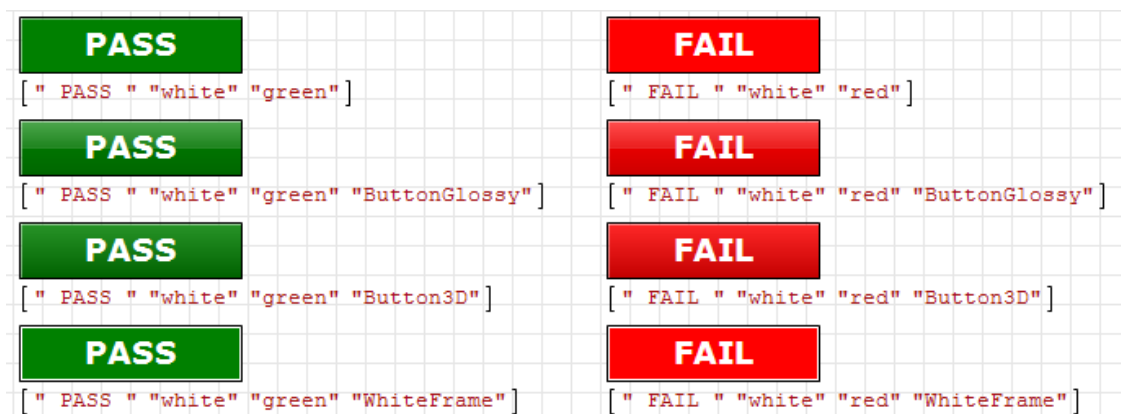 PASS FAIL
[" PASS " "white" "green"] [" FAIL " "white" "red"]
PASS FAIL
[" PASS " "white" "green" "ButtonGlossy"] [" FAIL " "white" "red" "ButtonGlossy"]
PASS FAIL
[" PASS " "white" "green" "Button3D"] [" FAIL " "white" "red" "Button3D"]
PASS FAIL
[" PASS " "white" "green" "WhiteFrame"] [" FAIL " "white" "red" "WhiteFrame"]